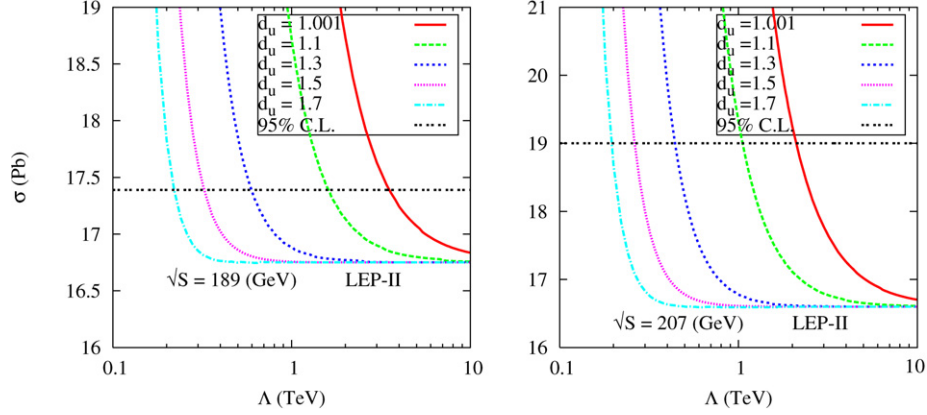 19
18.5
18
17.5
17
16.5
16
σ (Pb)
d_u = 1.001
d_u = 1.1
d_u = 1.3
d_u = 1.5
d_u = 1.7
95% C.L.
√S = 189 (GeV) LEP-II
0.1 1 10
Λ (TeV)
21
20
19
18
17
16
d_u =1.001
d_u =1.1
d_u =1.3
d_u =1.5
d_u =1.7
95% C.L.
√S = 207 (GeV) LEP-II
0.1 1 10
Λ (TeV)